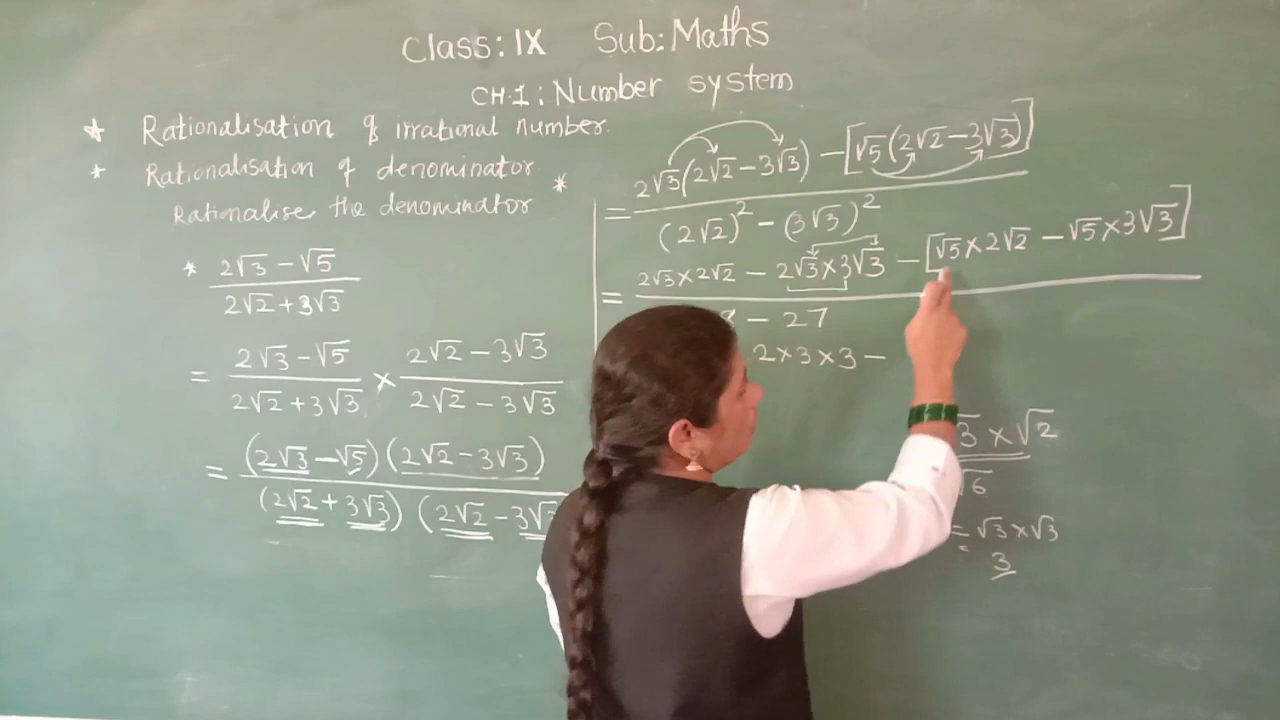 Class: IX Sub: Maths
CH.1: Number system
* Rationalisation of irrational number.
* Rationalisation of denominator
* Rationalise the denominator
* (2√3 − √5)/(2√2 + 3√3)
= (2√3 − √5)/(2√2 + 3√3) × (2√2 − 3√3)/(2√2 − 3√3)
= (2√3 − √5)(2√2 − 3√3)
(2√2 + 3√3) (2√2 − 3√3
= 2√3(2√2 − 3√3) − [√5(2√2 − 3√3)]
(2√2)² − (3√3)²
= 2√3 × 2√2 − 2√3 × 3√3 − [√5 × 2√2 − √5 × 3√3]
8 − 27
2 × 3 × 3 −
3 × √2
√6
= √3 × √3
3